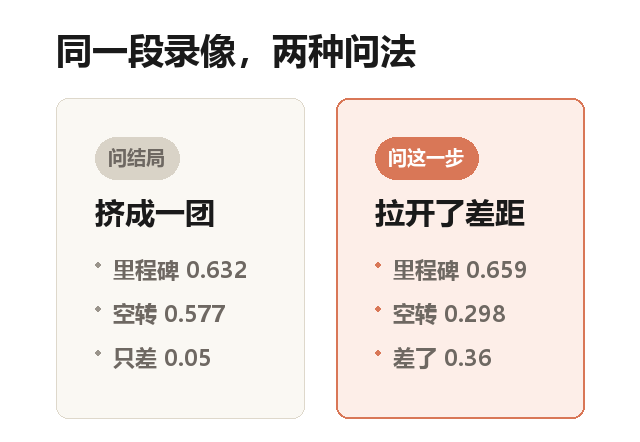 同一段录像，两种问法
问结局
挤成一团
里程碑 0.632
空转 0.577
只差 0.05
问这一步
拉开了差距
里程碑 0.659
空转 0.298
差了 0.36